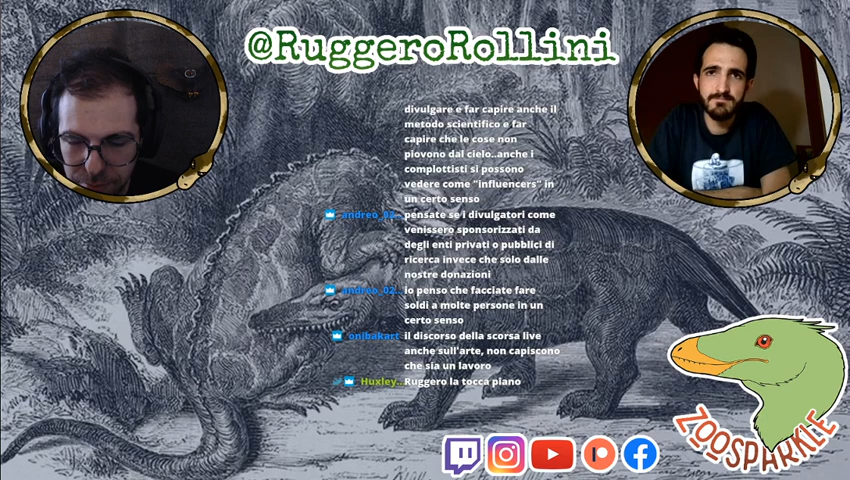 @RuggeroRollini
divulgare e far capire anche il
metodo scientifico e far
capire che le cose non
piovono dal cielo..anche i
complottisti si possono
vedere come "influencers" in
un certo senso
andreo_02.. pensate se i divulgatori come
venissero sponsorizzati da
degli enti privati o pubblici di
ricerca invece che solo dalle
nostre donazioni
andreo_02.. io penso che facciate fare
soldi a molte persone in un
certo senso
onibakart il discorso della scorsa live
anche sull'arte, non capiscono
che sia un lavoro
Huxley.. Ruggero la tocca piano
ZOOSPARKLE